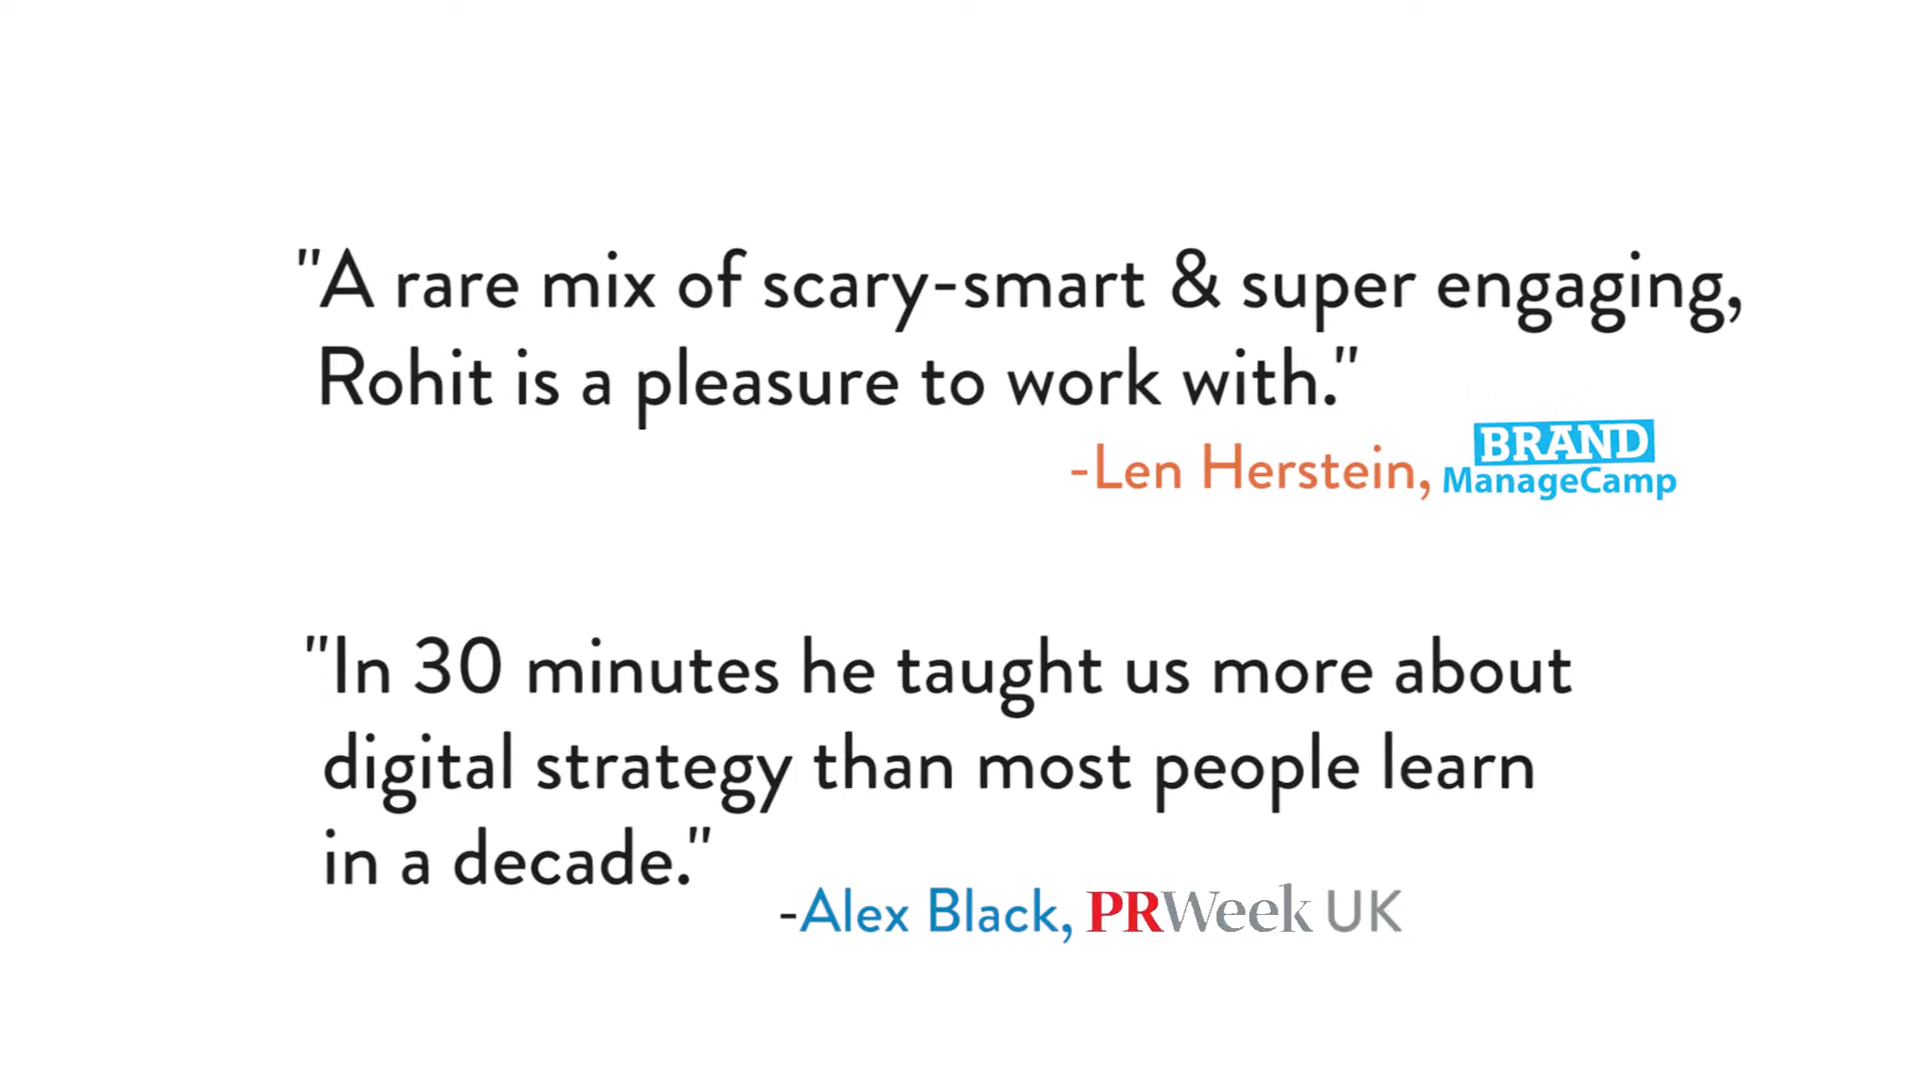 "A rare mix of scary-smart & super engaging,
Rohit is a pleasure to work with."
-Len Herstein, BRAND
ManageCamp
"In 30 minutes he taught us more about
digital strategy than most people learn
in a decade."
-Alex Black, PRWeek UK